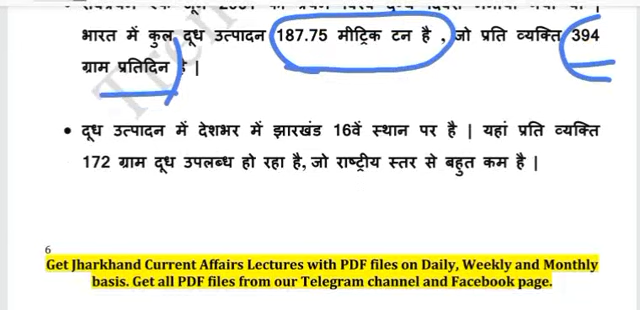 भारत में कुल दूध उत्पादन 187.75 मीट्रिक टन है , जो प्रति व्यक्ति 394
ग्राम प्रतिदिन है |
• दूध उत्पादन में देशभर में झारखंड 16वें स्थान पर है | यहां प्रति व्यक्ति
172 ग्राम दूध उपलब्ध हो रहा है, जो राष्ट्रीय स्तर से बहुत कम है |
6
Get Jharkhand Current Affairs Lectures with PDF files on Daily, Weekly and Monthly
basis. Get all PDF files from our Telegram channel and Facebook page.